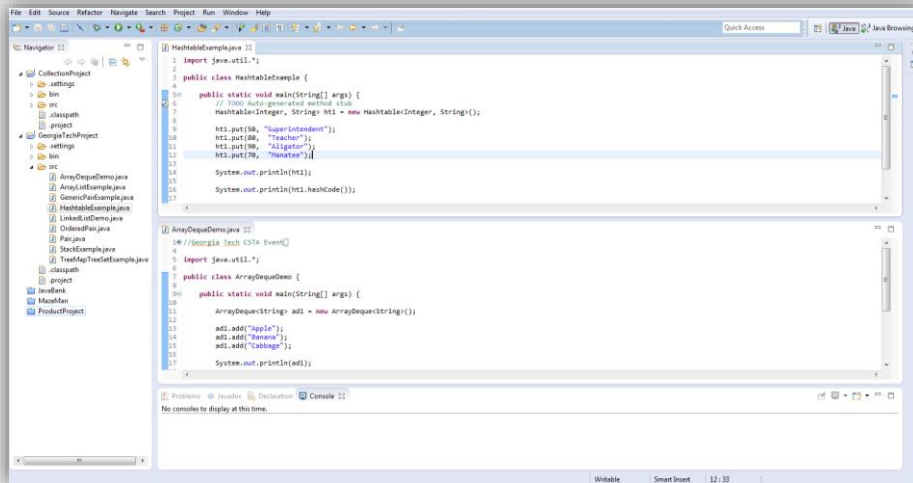 File Edit Source Refactor Navigate Search Project Run Window Help
Quick Access
Java
Java Browsing
Navigator
CollectionProject
.settings
bin
src
.classpath
.project
GeorgiaTechProject
.settings
bin
src
ArrayDequeDemo.java
ArrayListExample.java
GenericPairExample.java
HashtableExample.java
LinkedListDemo.java
OrderedPair.java
Pair.java
StackExample.java
TreeMapTreeSetExample.java
.classpath
.project
JavaBank
MazeMan
ProductProject
HashtableExample.java
1 import java.util.*;
2
3 public class HashtableExample {
4
5 public static void main(String[] args) {
6 // TODO Auto-generated method stub
7 Hashtable<Integer, String> ht1 = new Hashtable<Integer, String>();
8
9 ht1.put(50, "Superintendent");
10 ht1.put(80, "Teacher");
11 ht1.put(90, "Aligator");
12 ht1.put(70, "Manatee");
13
14 System.out.println(ht1);
15
16 System.out.println(ht1.hashCode());
17
ArrayDequeDemo.java
1 //Georgia Tech CSTA Event
5 import java.util.*;
6
7 public class ArrayDequeDemo {
8
9 public static void main(String[] args) {
10
11 ArrayDeque<String> ad1 = new ArrayDeque<String>();
12
13 ad1.add("Apple");
14 ad1.add("Banana");
15 ad1.add("Cabbage");
16
17 System.out.println(ad1);
Problems @ Javadoc Declaration Console
No consoles to display at this time.
Writable Smart Insert 12 : 33